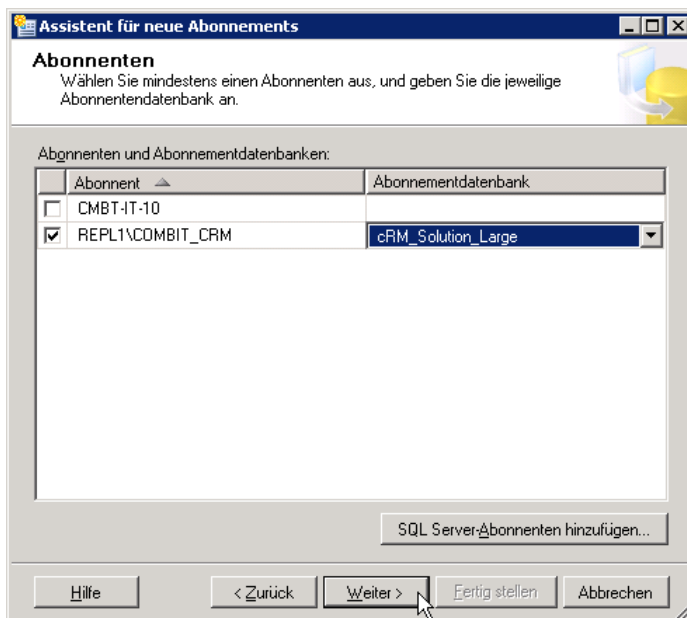 Assistent für neue Abonnements
Abonnenten
Wählen Sie mindestens einen Abonnenten aus, und geben Sie die jeweilige
Abonnentendatenbank an.
Abonnenten und Abonnementdatenbanken:
Abonnent Abonnementdatenbank
CMBT-IT-10
REPL1\COMBIT_CRM cRM_Solution_Large
SQL Server-Abonnenten hinzufügen...
Hilfe < Zurück Weiter > Fertig stellen Abbrechen